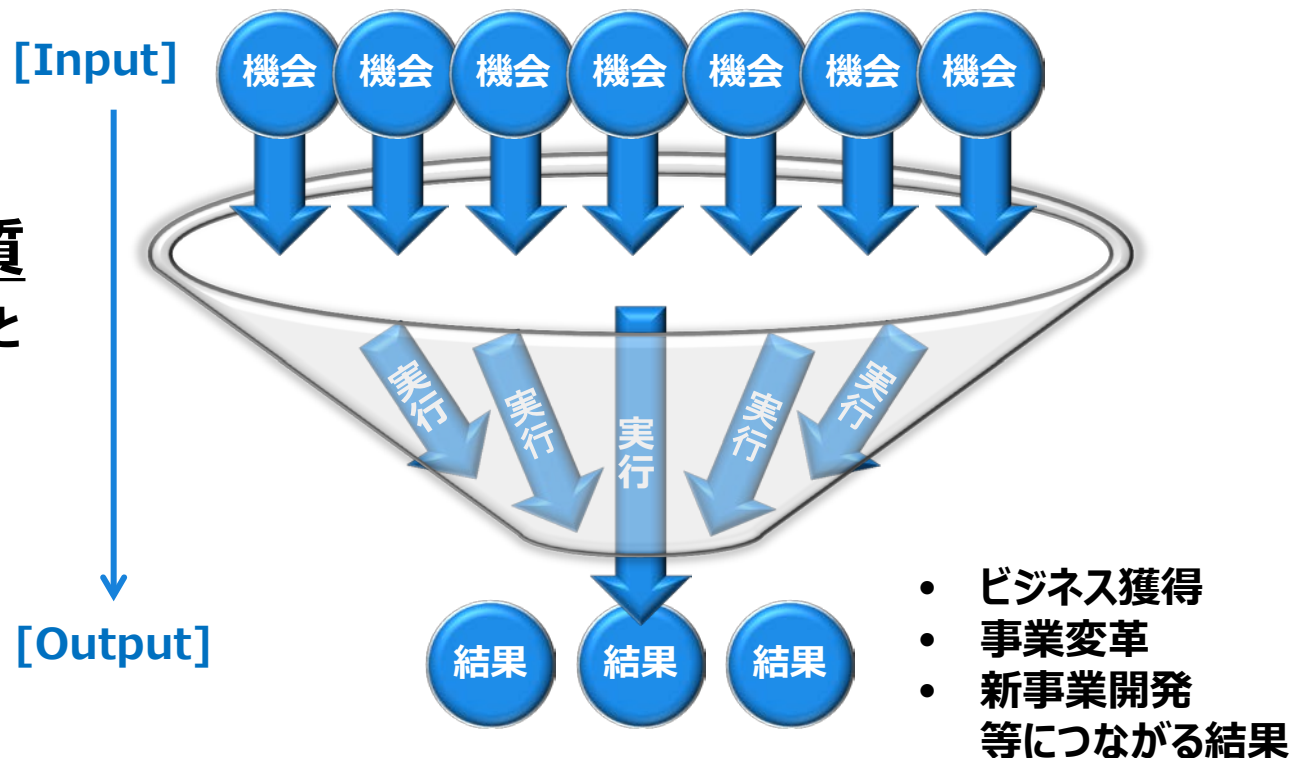 [Input]
機会 機会 機会 機会 機会 機会 機会
質
と
実行 実行 実行 実行 実行
[Output]
結果 結果 結果
• ビジネス獲得
• 事業変革
• 新事業開発
等につながる結果